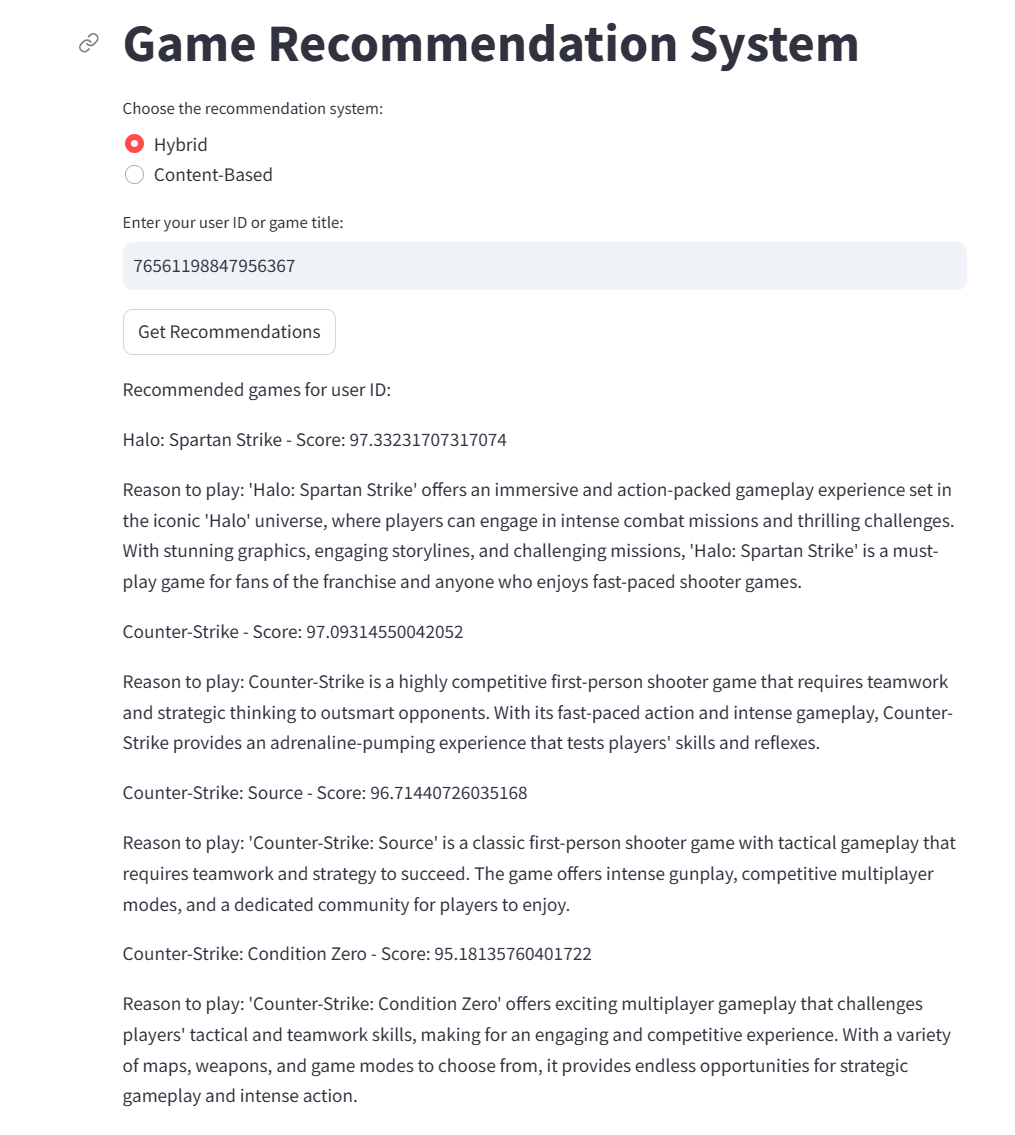 Game Recommendation System
Choose the recommendation system:
Hybrid
Content-Based
Enter your user ID or game title:
76561198847956367
Get Recommendations
Recommended games for user ID:
Halo: Spartan Strike - Score: 97.33231707317074
Reason to play: 'Halo: Spartan Strike' offers an immersive and action-packed gameplay experience set in
the iconic 'Halo' universe, where players can engage in intense combat missions and thrilling challenges.
With stunning graphics, engaging storylines, and challenging missions, 'Halo: Spartan Strike' is a must-
play game for fans of the franchise and anyone who enjoys fast-paced shooter games.
Counter-Strike - Score: 97.09314550042052
Reason to play: Counter-Strike is a highly competitive first-person shooter game that requires teamwork
and strategic thinking to outsmart opponents. With its fast-paced action and intense gameplay, Counter-
Strike provides an adrenaline-pumping experience that tests players' skills and reflexes.
Counter-Strike: Source - Score: 96.71440726035168
Reason to play: 'Counter-Strike: Source' is a classic first-person shooter game with tactical gameplay that
requires teamwork and strategy to succeed. The game offers intense gunplay, competitive multiplayer
modes, and a dedicated community for players to enjoy.
Counter-Strike: Condition Zero - Score: 95.18135760401722
Reason to play: 'Counter-Strike: Condition Zero' offers exciting multiplayer gameplay that challenges
players' tactical and teamwork skills, making for an engaging and competitive experience. With a variety
of maps, weapons, and game modes to choose from, it provides endless opportunities for strategic
gameplay and intense action.